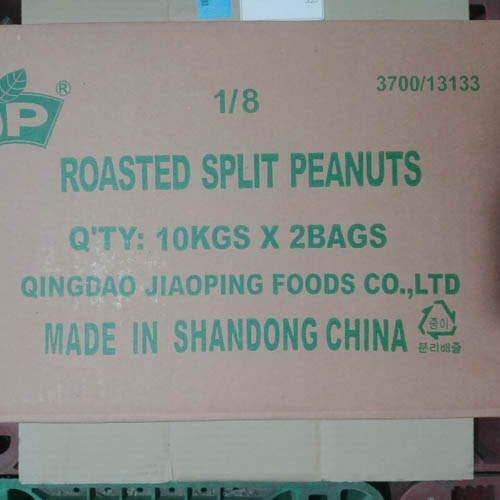 P®
1/8
3700/13133
ROASTED SPLIT PEANUTS
Q'TY: 10KGS X 2BAGS
QINGDAO JIAOPING FOODS CO.,LTD
MADE IN SHANDONG CHINA
종이
분리배출